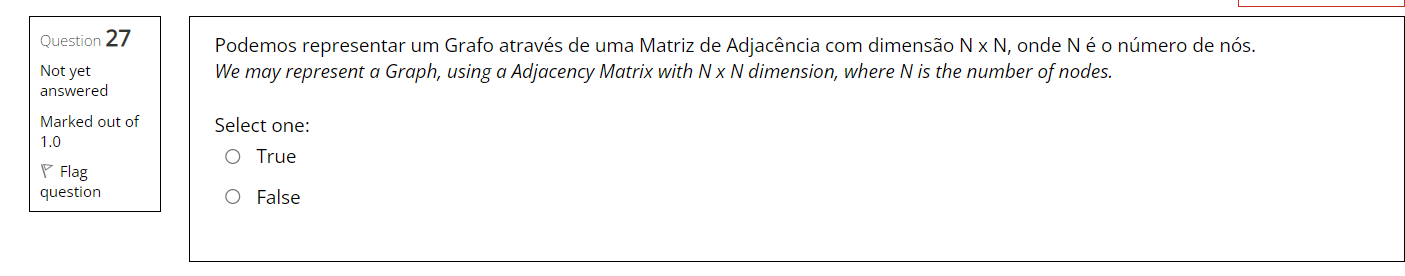 Question 27
Not yet
answered
Marked out of
1.0
Flag
question
Podemos representar um Grafo através de uma Matriz de Adjacência com dimensão N x N, onde N é o número de nós.
We may represent a Graph, using a Adjacency Matrix with N x N dimension, where N is the number of nodes.
Select one:
True
False